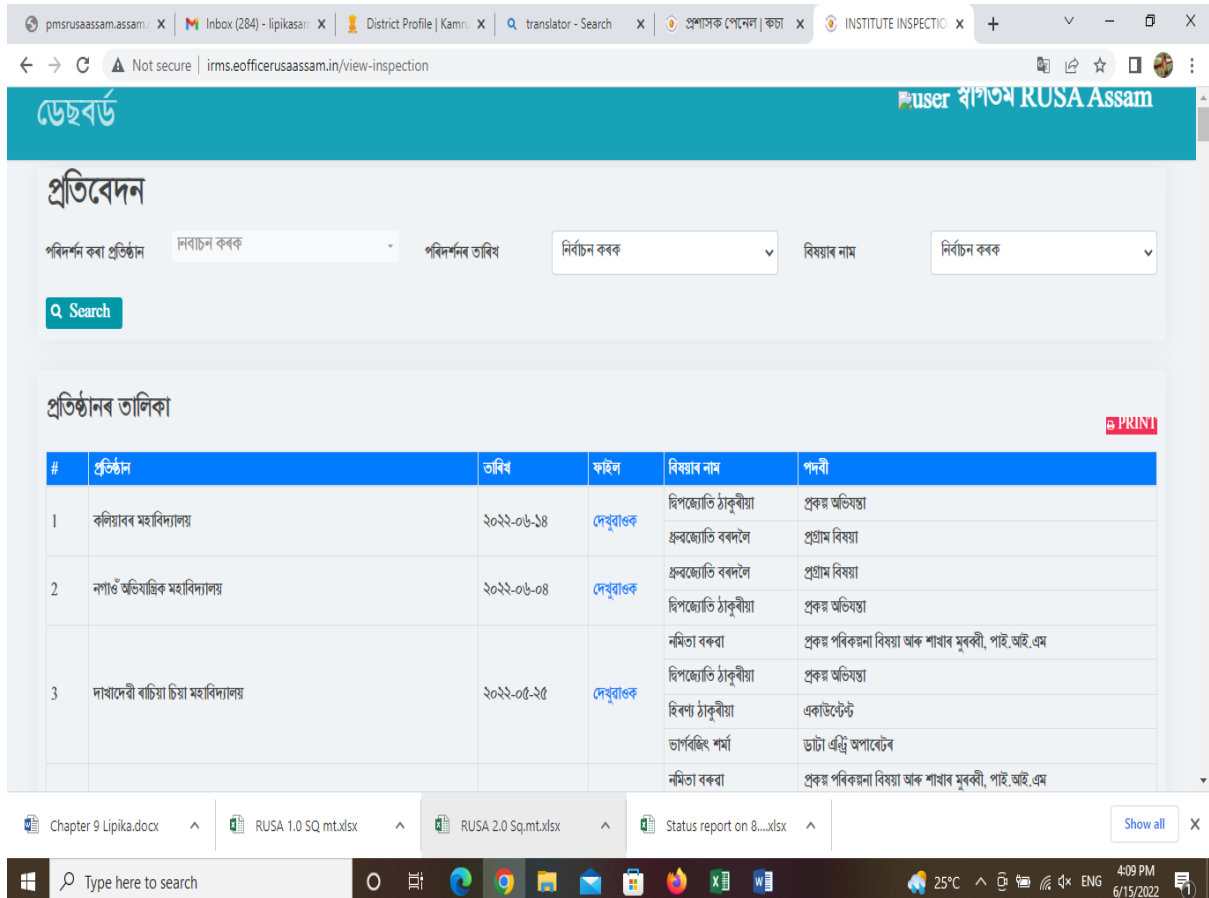 pmsrusaassam.assam. Inbox (284) - lipikasarn District Profile | Kamru translator - Search প্ৰশাসক পেনেল | কচা INSTITUTE INSPECTIO
Not secure | irms.eofficerusaassam.in/view-inspection
ডেছবৰ্ড user স্বাগতম RUSA Assam
প্ৰতিবেদন
পৰিদৰ্শন কৰা প্ৰতিষ্ঠান নিৰ্বাচন কৰক পৰিদৰ্শনৰ তাৰিখ নিৰ্বাচন কৰক বিষয়াৰ নাম নিৰ্বাচন কৰক
Search
প্ৰতিষ্ঠানৰ তালিকা
PRINT
# প্ৰতিষ্ঠান তাৰিখ ফাইল বিষয়াৰ নাম পদবী
1 কলিয়াবৰ মহাবিদ্যালয় ২০২২-০৬-১৪ দেখুৱাওক দ্বিপজ্যোতি ঠাকুৰীয়া প্ৰকল্প অভিযন্তা
ধ্ৰুবজ্যোতি বৰদলৈ প্ৰগ্ৰাম বিষয়া
2 নগাওঁ অভিযান্ত্ৰিক মহাবিদ্যালয় ২০২২-০৬-০৪ দেখুৱাওক ধ্ৰুবজ্যোতি বৰদলৈ প্ৰগ্ৰাম বিষয়া
দ্বিপজ্যোতি ঠাকুৰীয়া প্ৰকল্প অভিযন্তা
3 দাখাদেৱী ৰাচিয়া চিয়া মহাবিদ্যালয় ২০২২-০৫-২৫ দেখুৱাওক নমিতা বৰুৱা প্ৰকল্প পৰিকল্পনা বিষয়া আৰু শাখাৰ মুৰব্বী, পাই.আই.এম
দ্বিপজ্যোতি ঠাকুৰীয়া প্ৰকল্প অভিযন্তা
হিৰণ্য ঠাকুৰীয়া একাউণ্টেণ্ট
ভাৰ্গবজিৎ শৰ্মা ডাটা এন্ট্ৰি অপাৰেটৰ
নমিতা বৰুৱা প্ৰকল্প পৰিকল্পনা বিষয়া আৰু শাখাৰ মুৰব্বী, পাই.আই.এম
Chapter 9 Lipika.docx RUSA 1.0 SQ mt.xlsx RUSA 2.0 Sq.mt.xlsx Status report on 8....xlsx Show all
Type here to search 25°C ENG 4:09 PM
6/15/2022 1